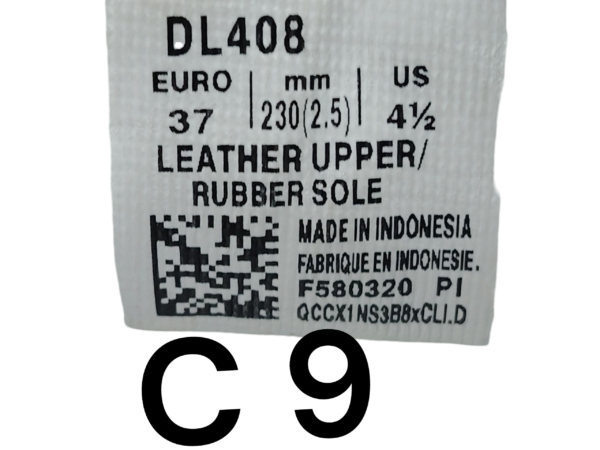 DL408
EURO | mm | US
37 | 230(2.5) | 4½
LEATHER UPPER/
RUBBER SOLE
MADE IN INDONESIA
FABRIQUE EN INDONESIE.
F580320 PI
QCCX1NS3B8xCLI.D
C 9